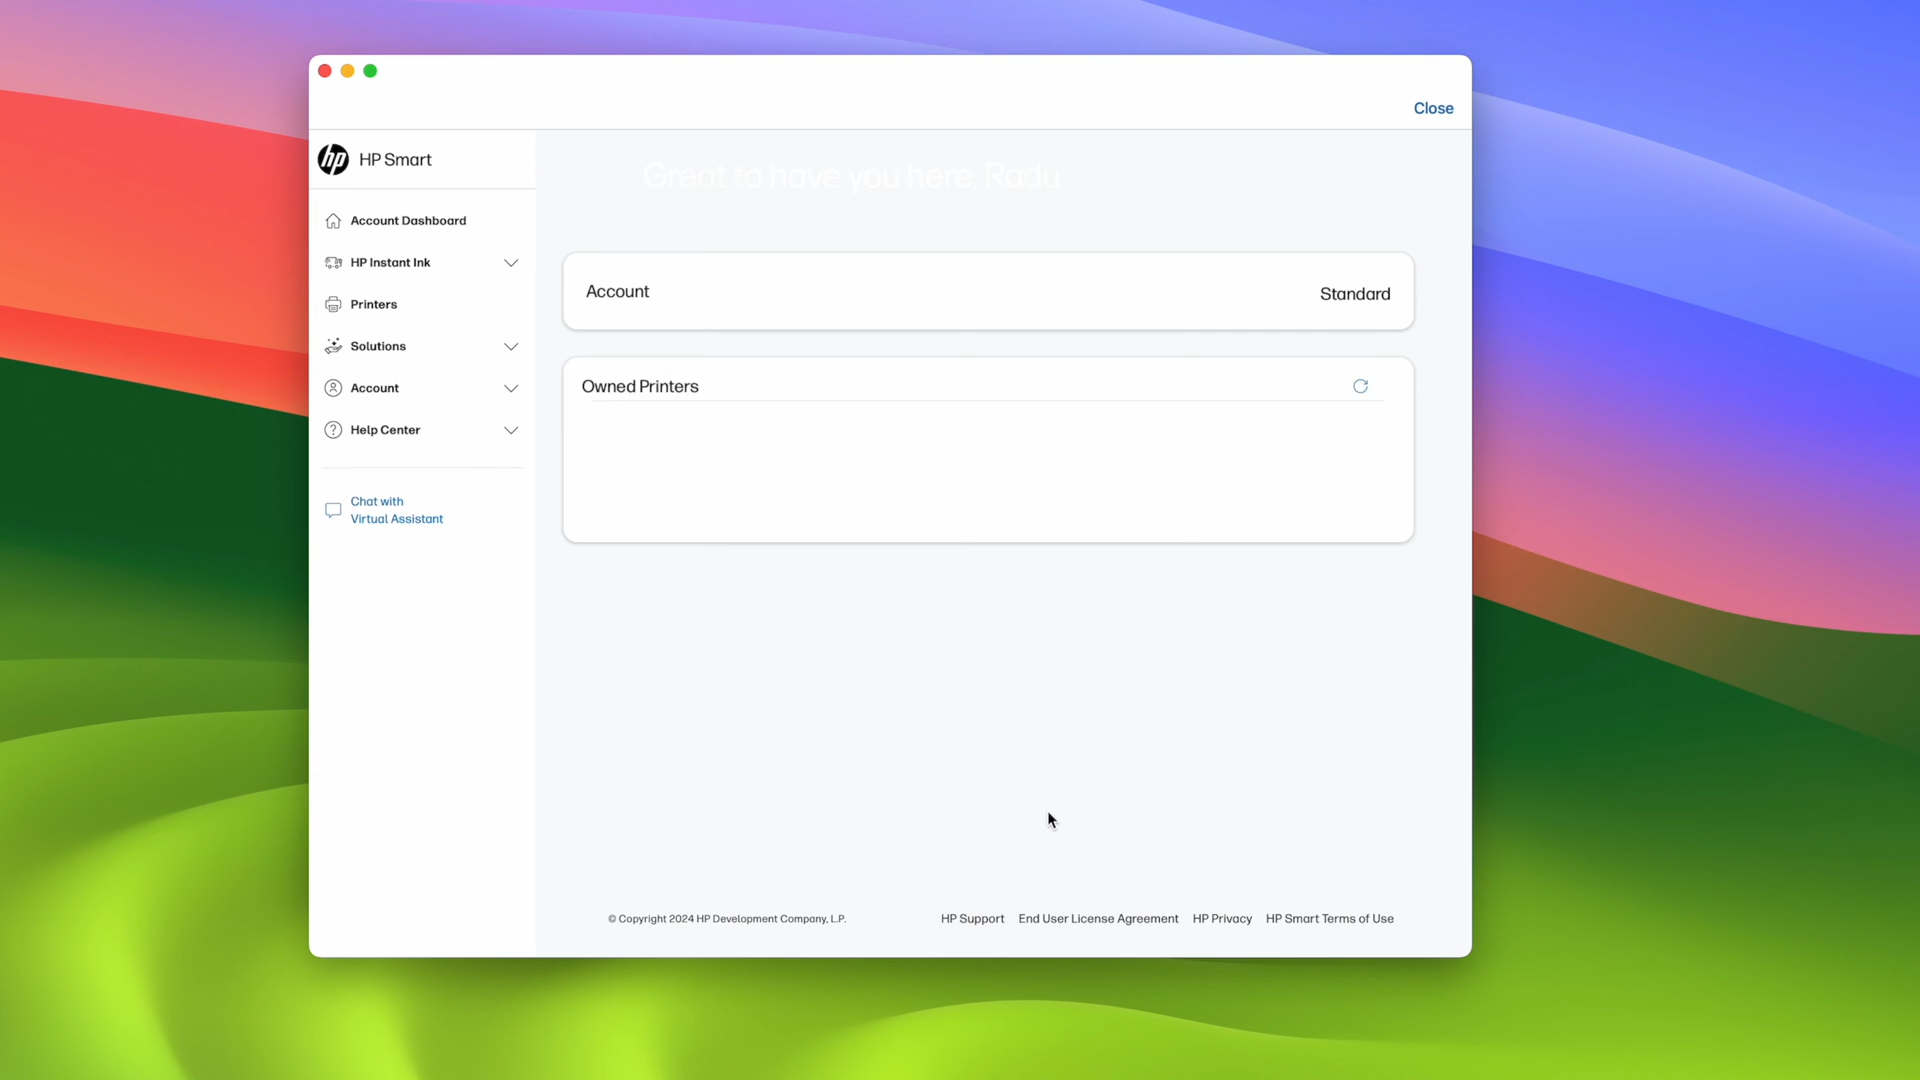 Close
hp HP Smart
Great to have you here, Radu
Account Dashboard
HP Instant Ink
Printers
Solutions
Account
Help Center
Chat with
Virtual Assistant
Account Standard
Owned Printers
© Copyright 2024 HP Development Company, L.P. HP Support End User License Agreement HP Privacy HP Smart Terms of Use